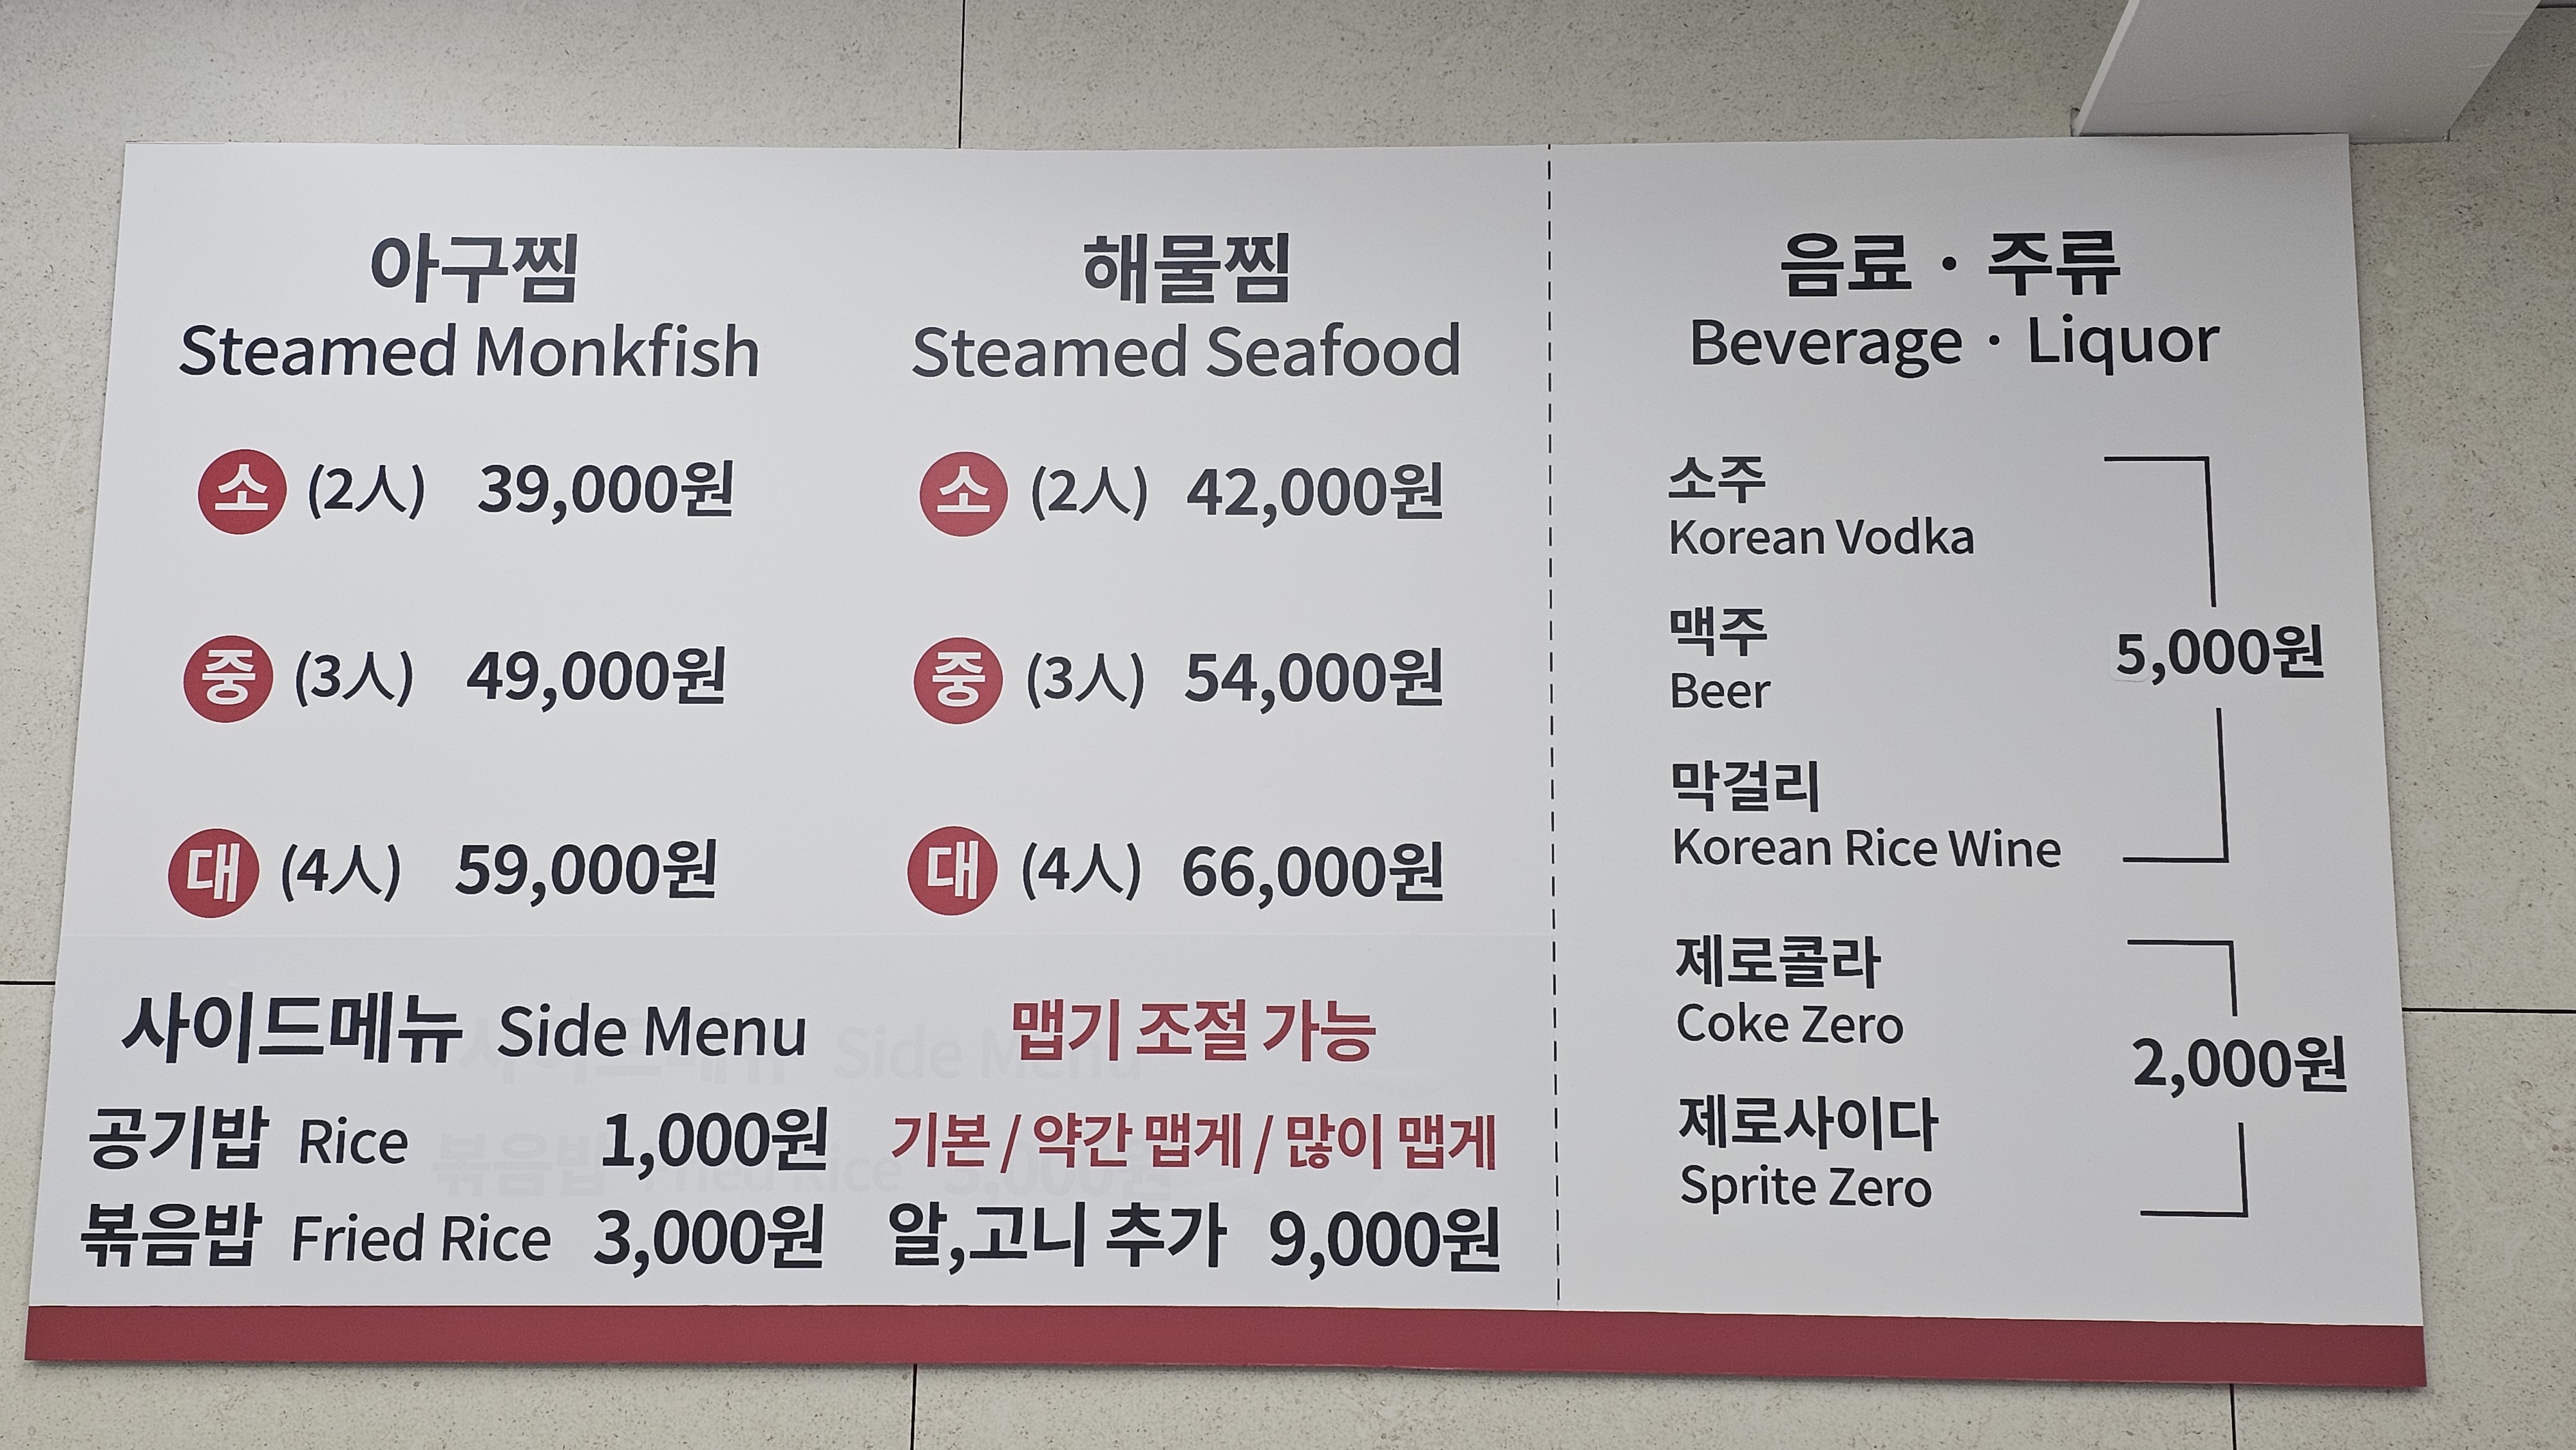 아구찜
Steamed Monkfish
소 (2人) 39,000원
중 (3人) 49,000원
대 (4人) 59,000원
해물찜
Steamed Seafood
소 (2人) 42,000원
중 (3人) 54,000원
대 (4人) 66,000원
사이드메뉴 Side Menu
공기밥 Rice 1,000원
볶음밥 Fried Rice 3,000원
맵기 조절 가능
기본 / 약간 맵게 / 많이 맵게
알,고니 추가 9,000원
음료 · 주류
Beverage · Liquor
소주
Korean Vodka
맥주
Beer
막걸리
Korean Rice Wine
5,000원
제로콜라
Coke Zero
제로사이다
Sprite Zero
2,000원